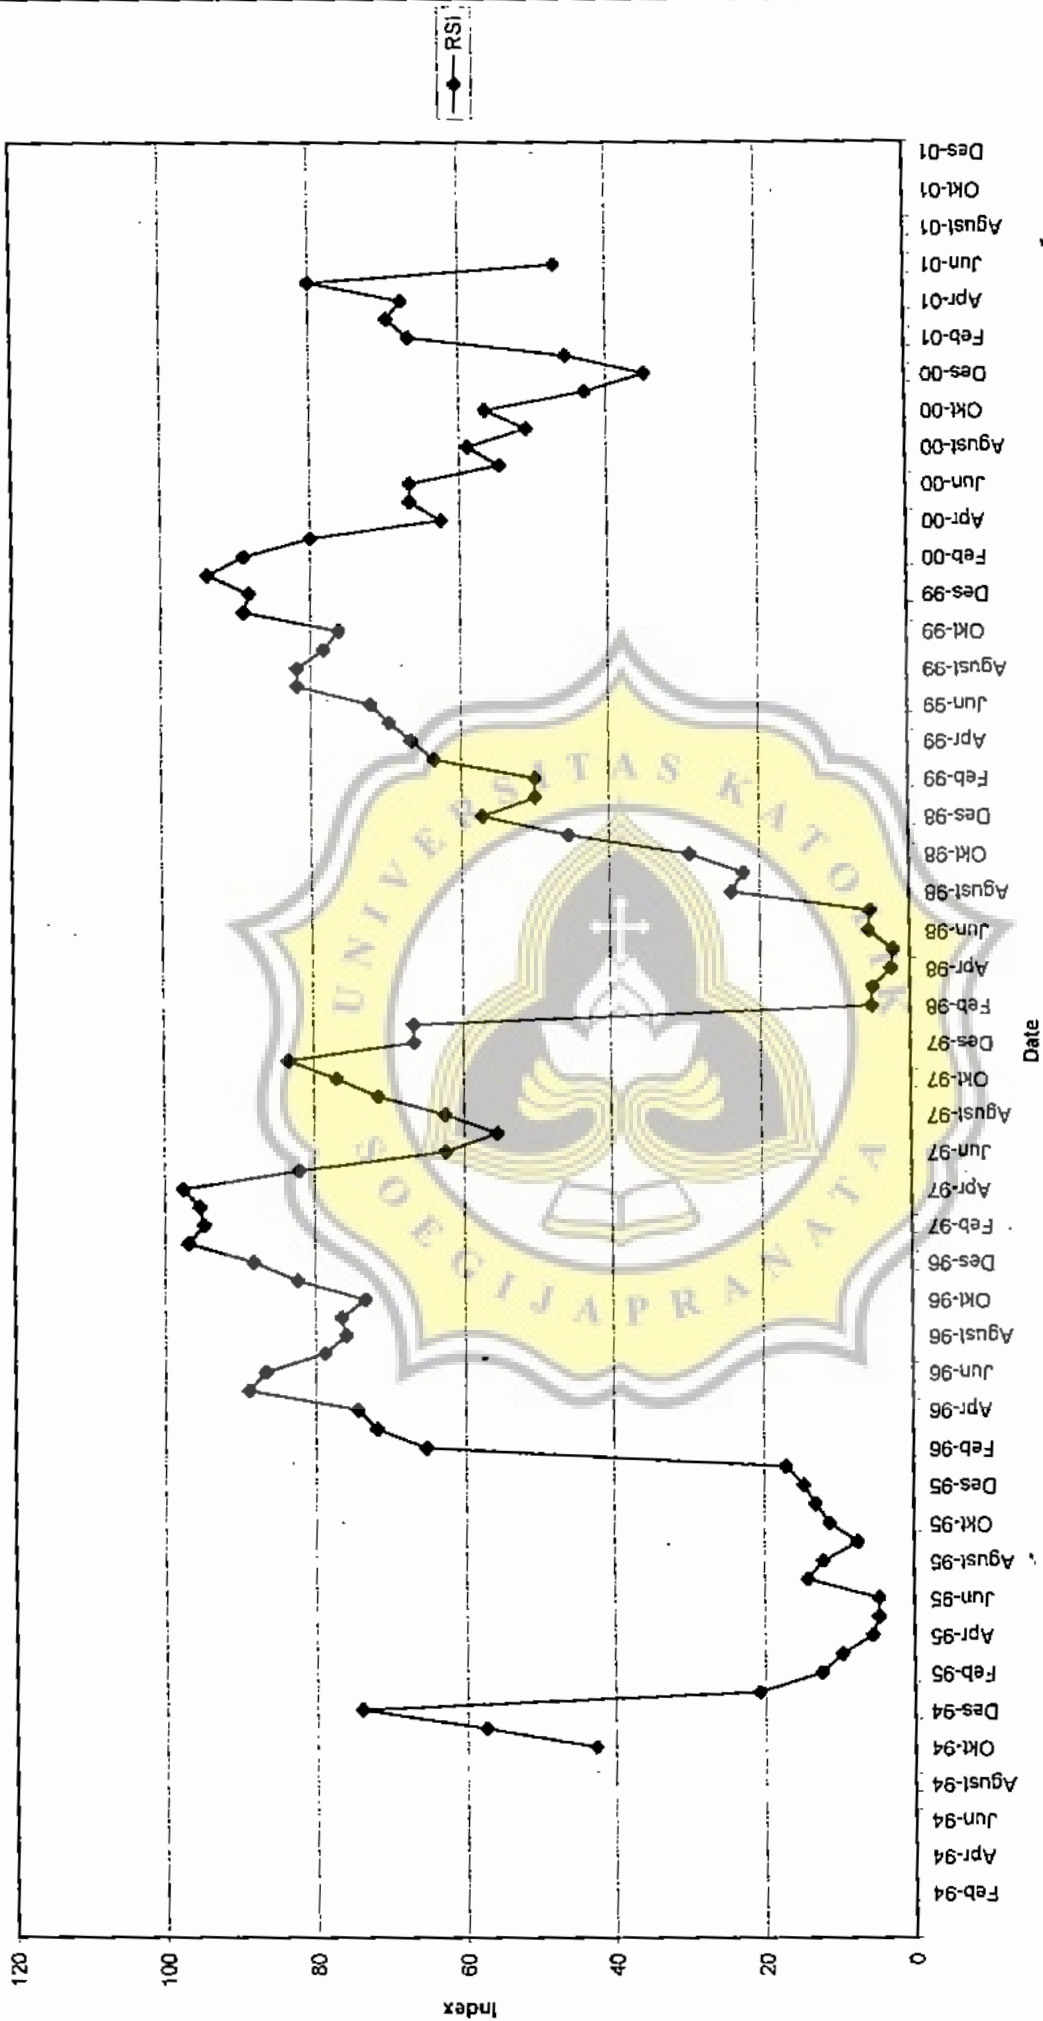 RSI
Index
120
100
80
60
40
20
0
Feb-94
Apr-94
Jun-94
Agust-94
Okt-94
Des-94
Feb-95
Apr-95
Jun-95
Agust-95
Okt-95
Des-95
Feb-96
Apr-96
Jun-96
Agust-96
Okt-96
Des-96
Feb-97
Apr-97
Jun-97
Agust-97
Okt-97
Des-97
Feb-98
Apr-98
Jun-98
Agust-98
Okt-98
Des-98
Feb-99
Apr-99
Jun-99
Agust-99
Okt-99
Des-99
Feb-00
Apr-00
Jun-00
Agust-00
Okt-00
Des-00
Feb-01
Apr-01
Jun-01
Agust-01
Okt-01
Des-01
Date
UNIVERSITAS KATOLIK
SOEGIJAPRANATA